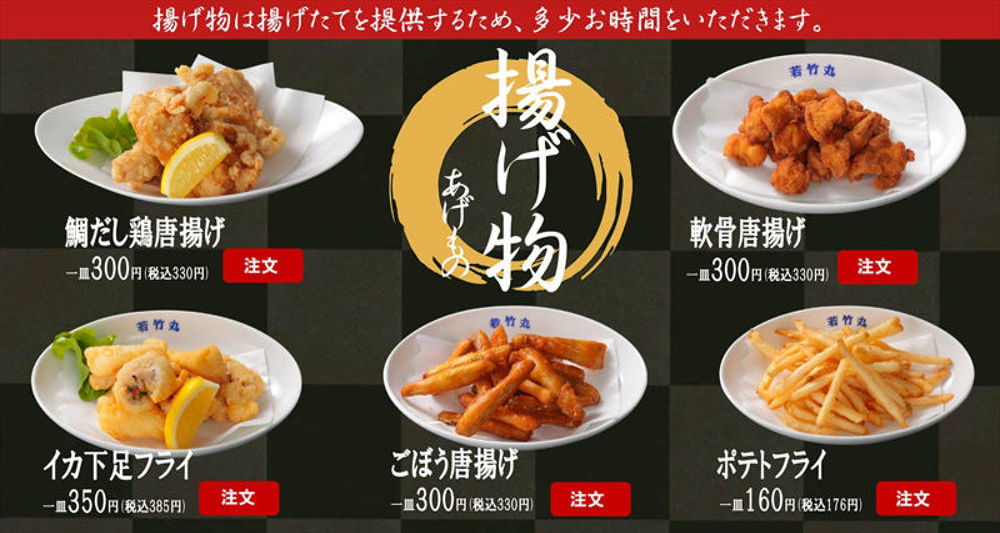 揚げ物は揚げたてを提供するため、多少お時間をいただきます。
揚げ物
あげもの
若竹丸
鯛だし鶏唐揚げ
一皿300円(税込330円)
注文
軟骨唐揚げ
一皿300円(税込330円)
注文
若竹丸
若竹丸
若竹丸
イカ下足フライ
一皿350円(税込385円)
注文
ごぼう唐揚げ
一皿300円(税込330円)
注文
ポテトフライ
一皿160円(税込176円)
注文